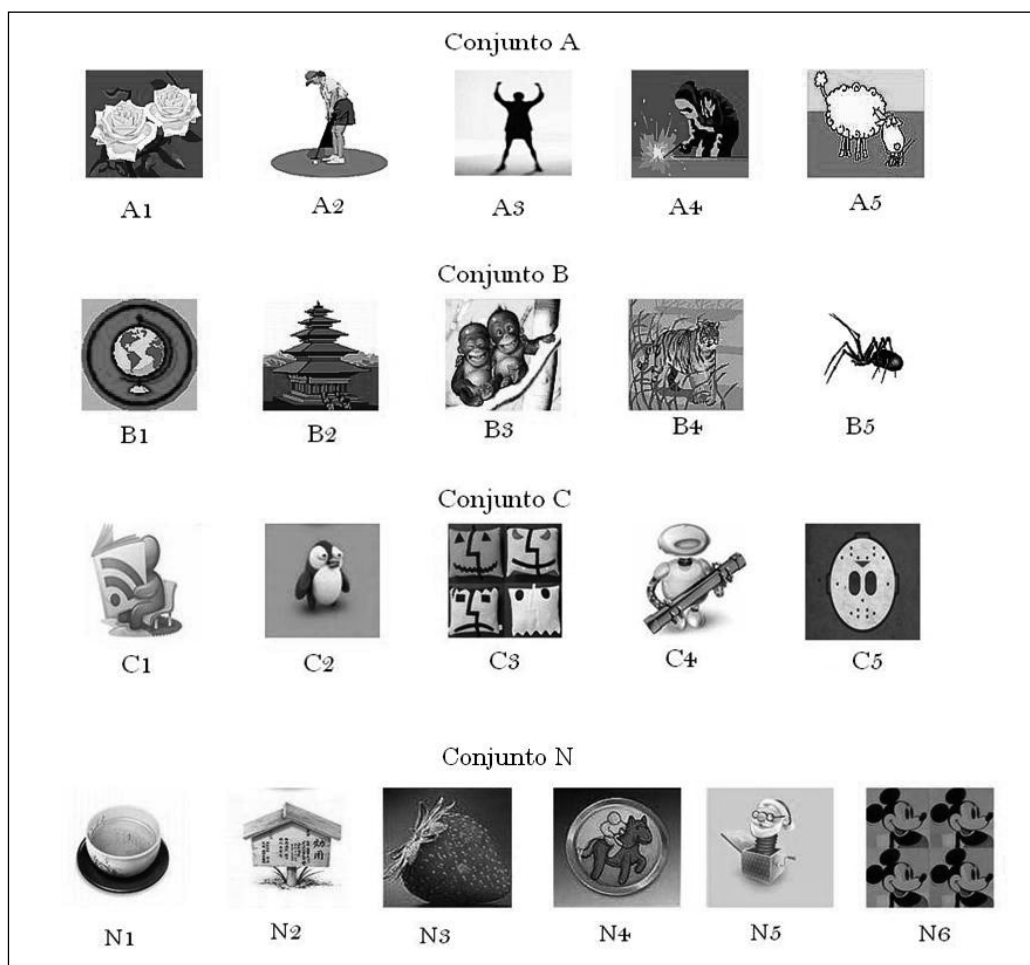 Conjunto A
A1 A2 A3 A4 A5
Conjunto B
B1 B2 B3 B4 B5
Conjunto C
C1 C2 C3 C4 C5
Conjunto N
N1 N2 N3 N4 N5 N6